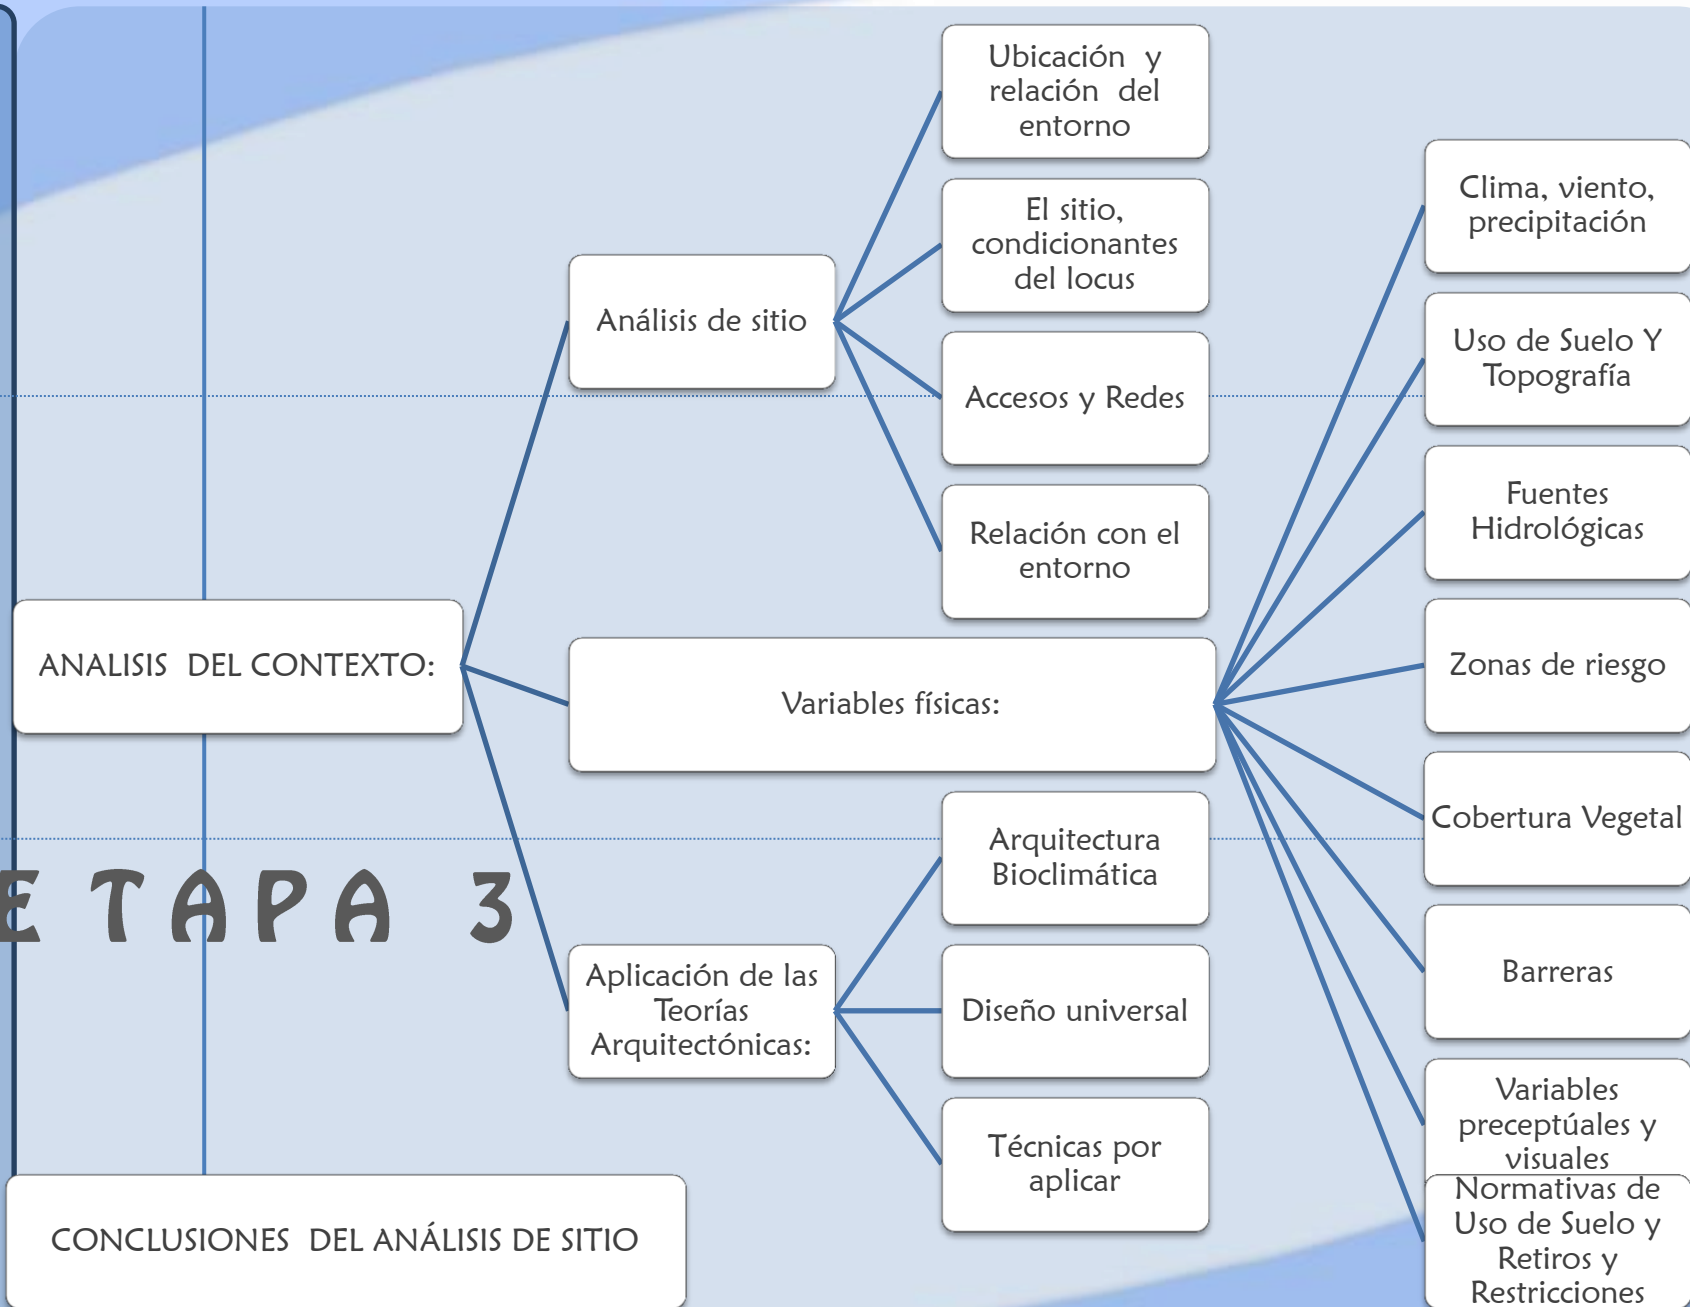 Ubicación y
relación del
entorno
El sitio,
condicionantes
del locus
Análisis de sitio
Accesos y Redes
Relación con el
entorno
ANALISIS DEL CONTEXTO:
Variables físicas:
Clima, viento,
precipitación
Uso de Suelo Y
Topografía
Fuentes
Hidrológicas
Zonas de riesgo
Cobertura Vegetal
Barreras
Variables
preceptúales y
visuales
Normativas de
Uso de Suelo y
Retiros y
Restricciones
ETAPA 3
Aplicación de las
Teorías
Arquitectónicas:
Arquitectura
Bioclimática
Diseño universal
Técnicas por
aplicar
CONCLUSIONES DEL ANÁLISIS DE SITIO